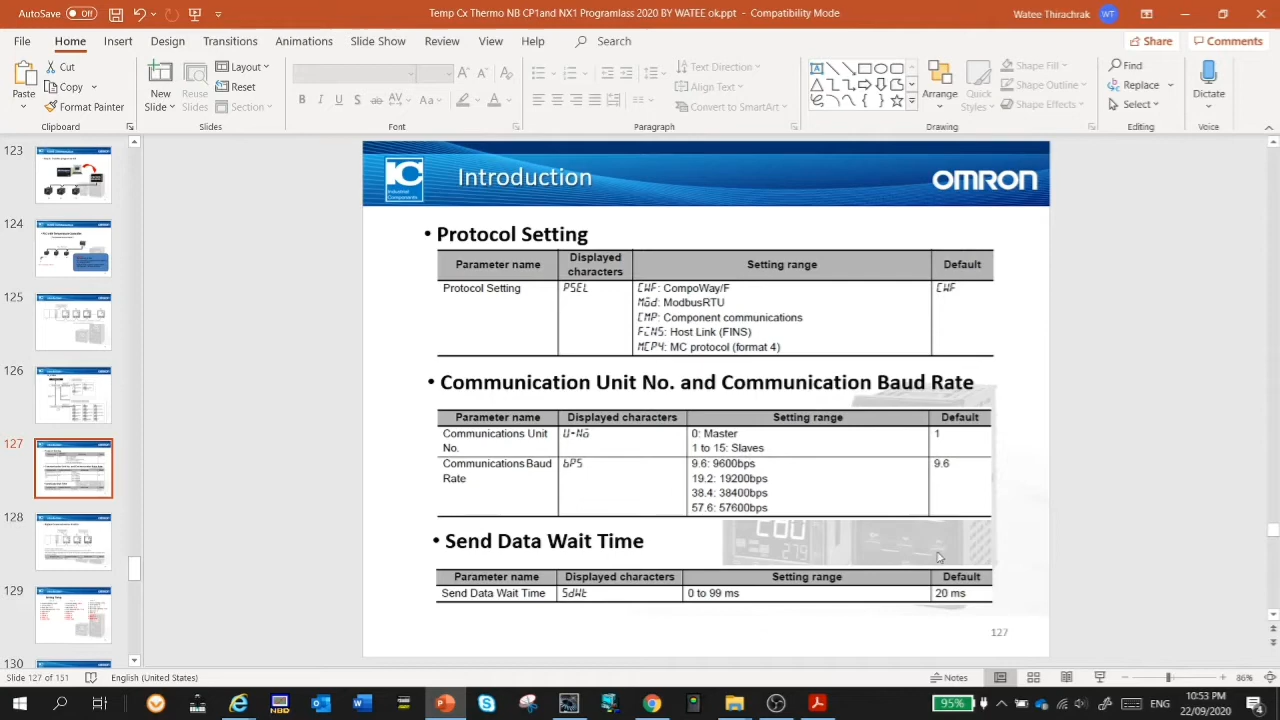 AutoSave Off
Temp Cx Thermo NB CP1and NX1 Programlass 2020 BY WATEE ok.ppt - Compatibility Mode
Watee Thirachrak WT
File Home Insert Design Transitions Animations Slide Show Review View Help Search Share Comments
Paste
Cut
Copy
Format Painter
Clipboard
New Slide
Reuse Slides
Layout
Reset
Section
Slides
Font
Text Direction
Align Text
Convert to SmartArt
Paragraph
Arrange
Quick Styles
Shape Fill
Shape Outline
Shape Effects
Drawing
Find
Replace
Select
Editing
Dictate
Voice
123
124
125
126
127
128
129
130
IC
Industrial
Components
Introduction
OMRON
• Protocol Setting
Parameter name Displayed characters Setting range Default
Protocol Setting PSEL CWF: CompoWay/F CWF
Mod: ModbusRTU
CMP: Component communications
FiNS: Host Link (FINS)
MCP4: MC protocol (format 4)
• Communication Unit No. and Communication Baud Rate
Parameter name Displayed characters Setting range Default
Communications Unit No. U-No 0: Master 1
1 to 15: Slaves
Communications Baud Rate bPS 9.6: 9600bps 9.6
19.2: 19200bps
38.4: 38400bps
57.6: 57600bps
• Send Data Wait Time
Parameter name Displayed characters Setting range Default
Send Data Wait Time SdWt 0 to 99 ms 20 ms
127
Slide 127 of 151 English (United States) Notes 86%
95% ENG 10:53 PM
22/09/2020